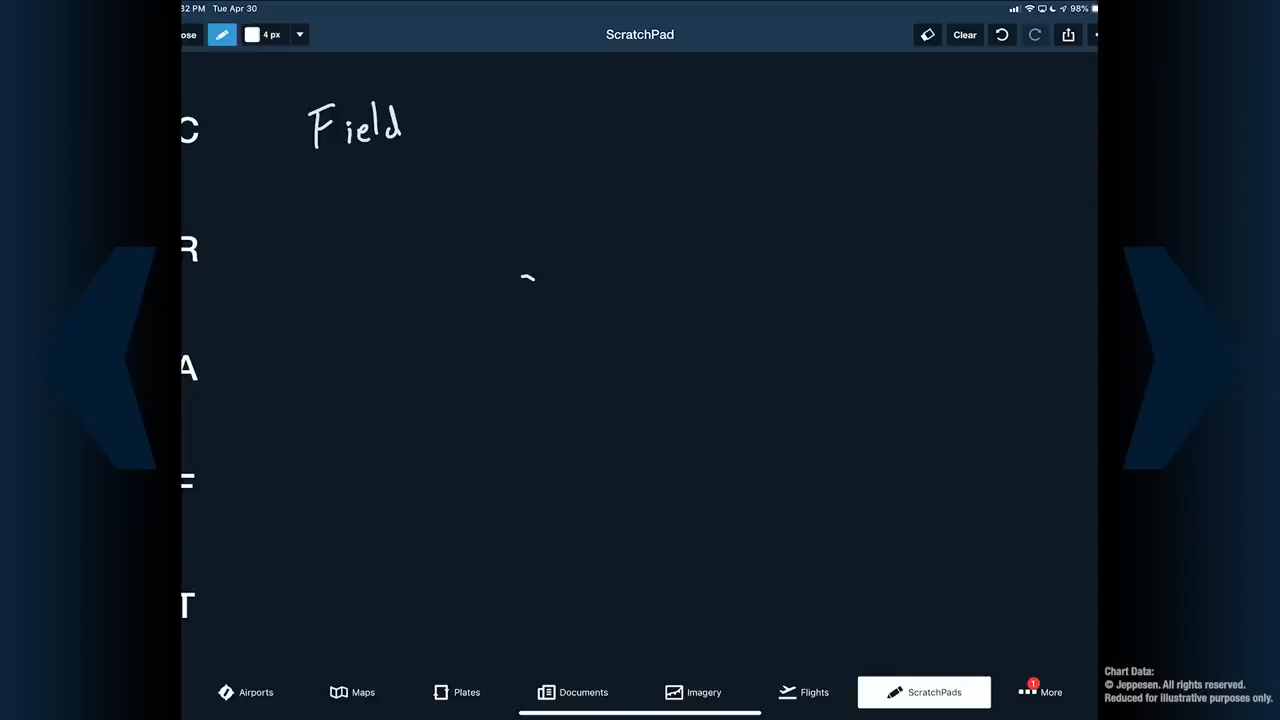 32 PM Tue Apr 30 98%
ose 4 px ScratchPad Clear
C Field
R
A
F
T
Airports Maps Plates Documents Imagery Flights ScratchPads 1 More
Chart Data:
© Jeppesen. All rights reserved.
Reduced for illustrative purposes only.